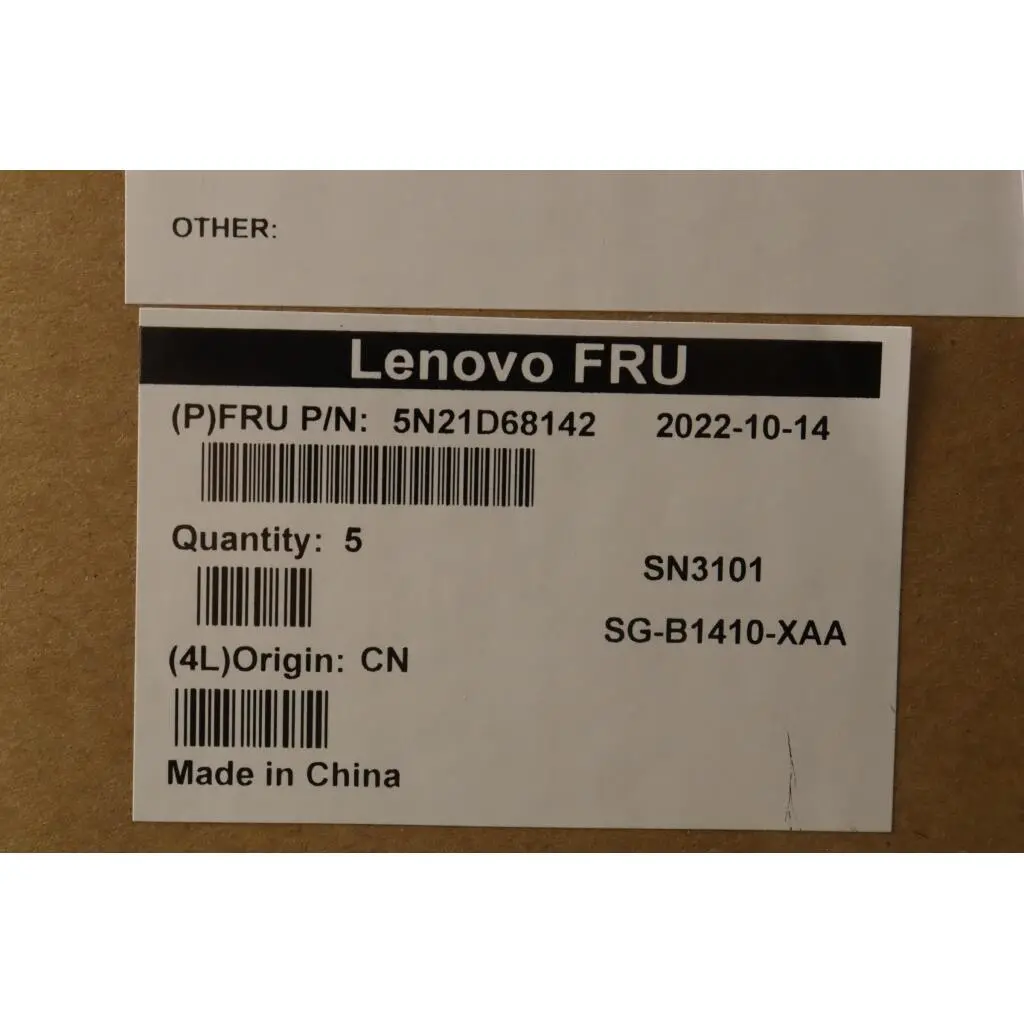 OTHER:
Lenovo FRU
(P)FRU P/N: 5N21D68142 2022-10-14
Quantity: 5
SN3101
SG-B1410-XAA
(4L)Origin: CN
Made in China